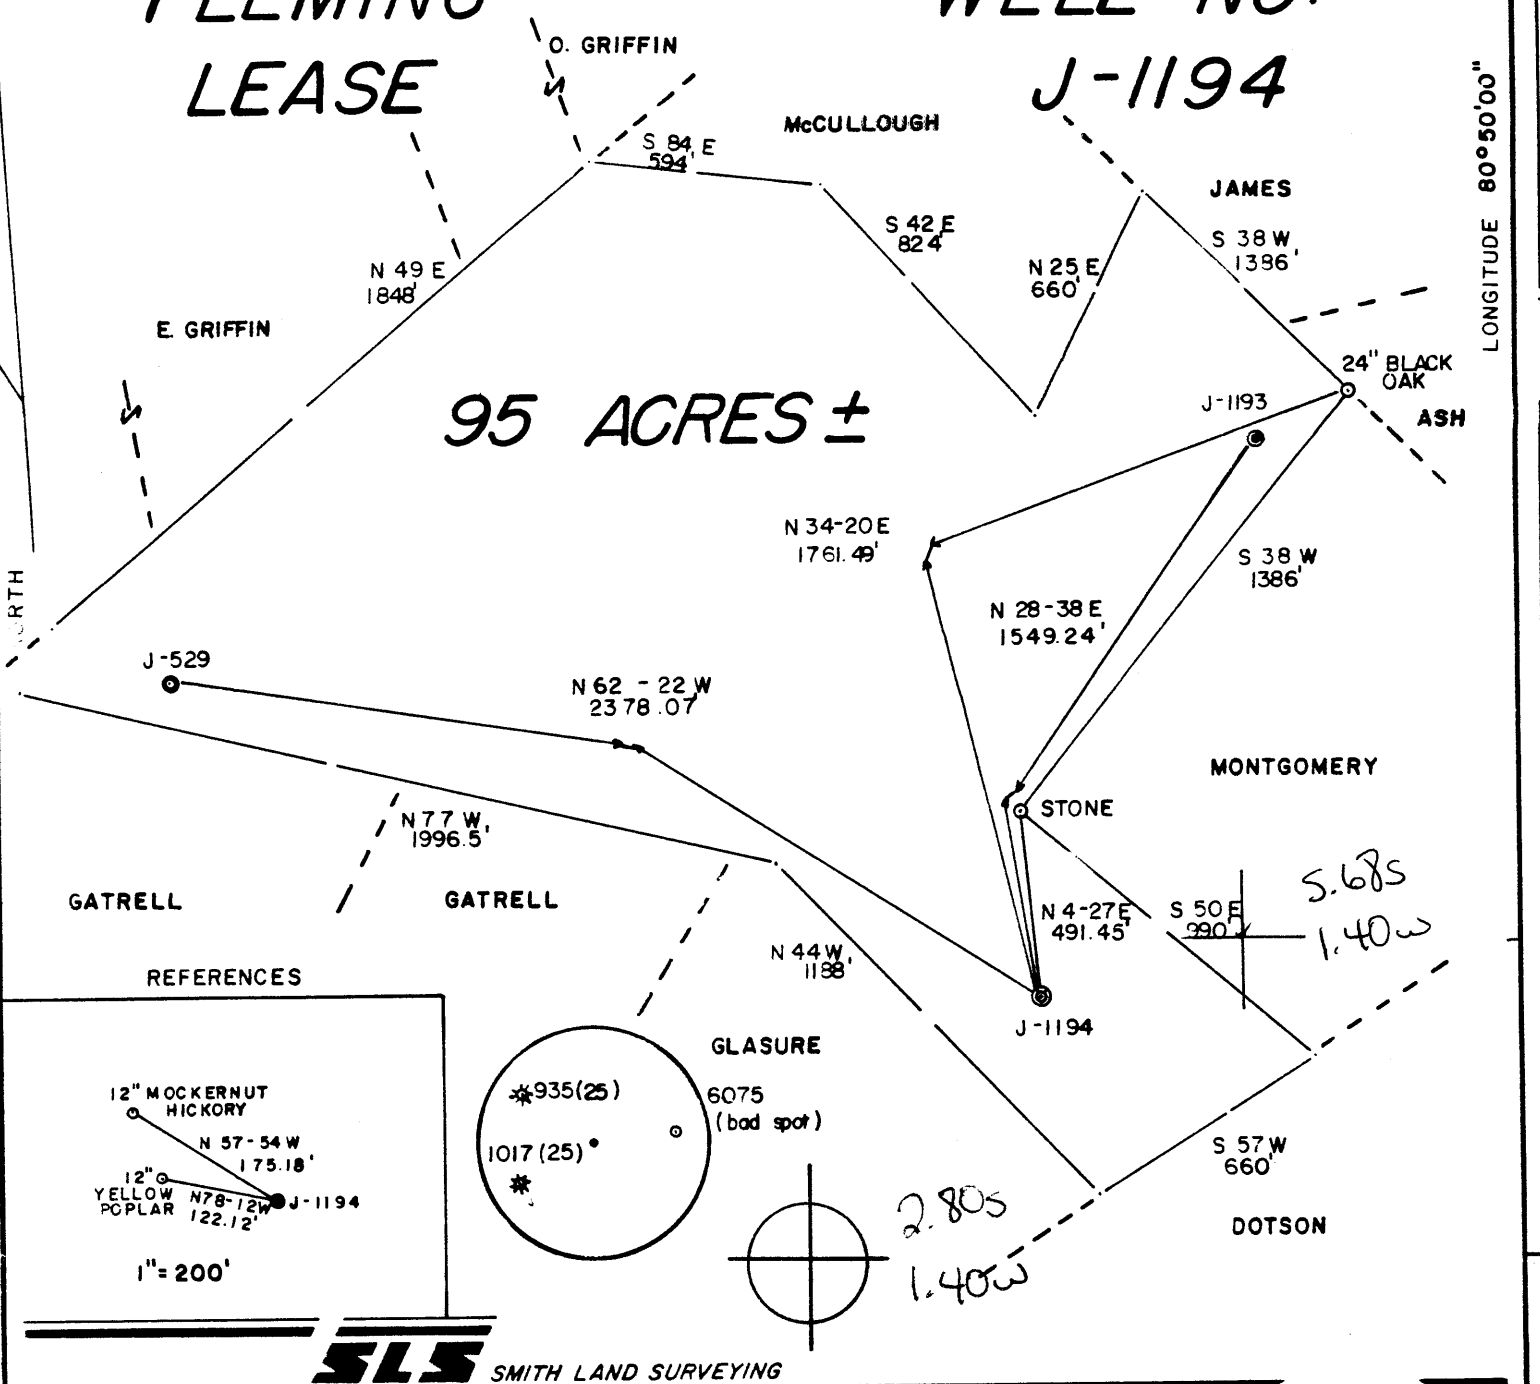 FLEMING
WELL NO.
LEASE
J-1194
O. GRIFFIN
McCULLOUGH
S 84 E
594'
JAMES
LONGITUDE 80°50'00"
S 42 E
824'
N 25 E
660'
S 38 W
1386'
N 49 E
1848'
E. GRIFFIN
24" BLACK
OAK
J-1193
ASH
95 ACRES ±
N 34-20 E
1761.49'
S 38 W
1386'
N 28-38 E
1549.24'
J-529
N 62-22 W
2378.07'
MONTGOMERY
STONE
N 77 W
1996.5'
GATRELL
GATRELL
5.68s
1.40w
N 4-27 E
491.45'
S 50 E
990'
N 44 W
1188'
J-1194
REFERENCES
12" MOCKERNUT
HICKORY
N 57-54 W
175.18'
12"
YELLOW
POPLAR
N78-12W
122.12'
J-1194
1"=200'
GLASURE
935(25)
6075
(bad spot)
1017(25)
S 57 W
660'
DOTSON
2.80s
1.40w
SLS SMITH LAND SURVEYING